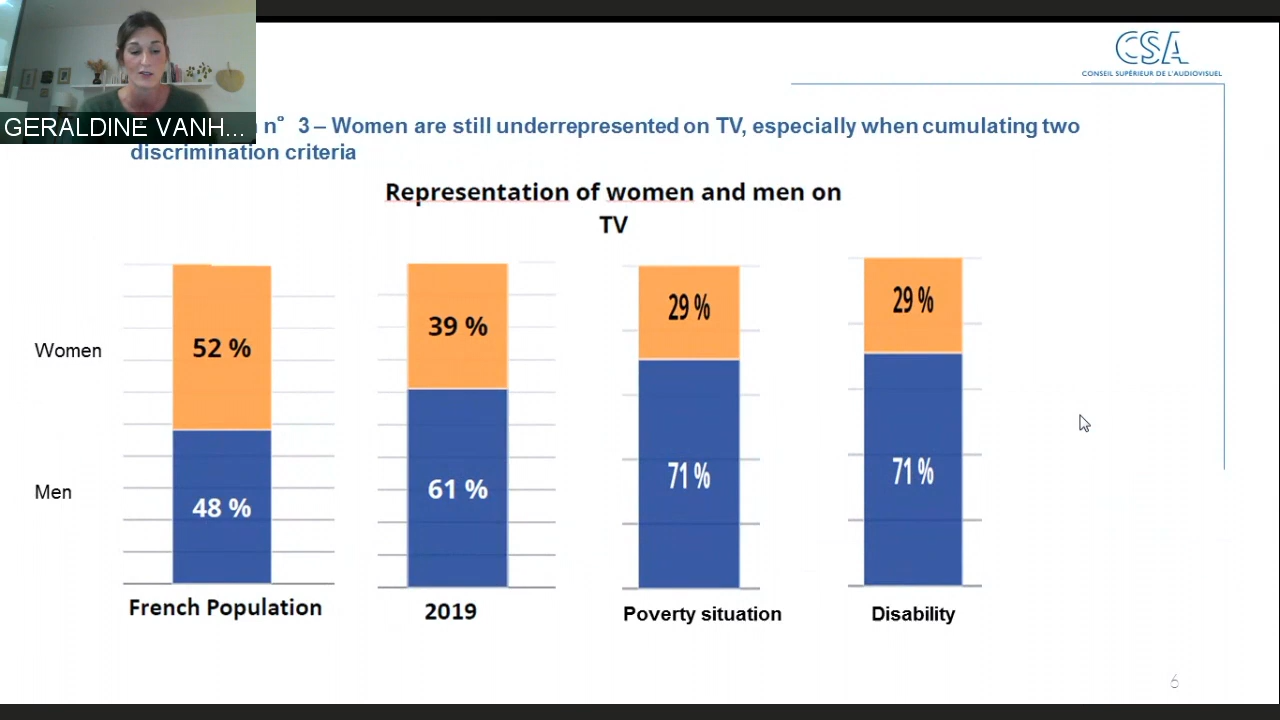 CSA
CONSEIL SUPÉRIEUR DE L'AUDIOVISUEL
GERALDINE VANH...
n° 3 – Women are still underrepresented on TV, especially when cumulating two
discrimination criteria
Representation of women and men on
TV
Women
Men
52 %
48 %
39 %
61 %
29 %
71 %
29 %
71 %
French Population
2019
Poverty situation
Disability
6